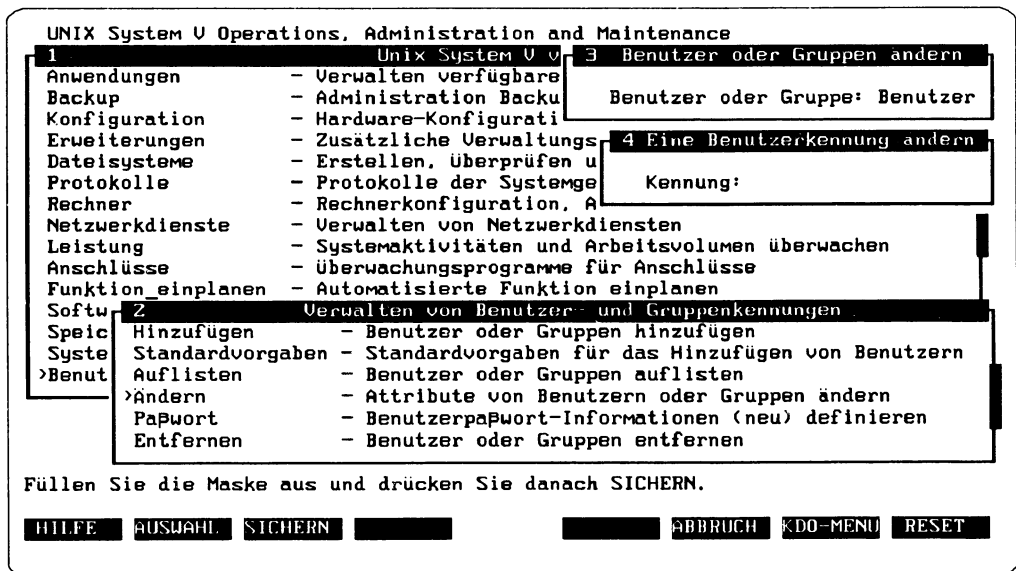 UNIX System V Operations, Administration and Maintenance
1 Unix System V v
Anwendungen - Verwalten verfügbare
Backup - Administration Backu
Konfiguration - Hardware-Konfigurati
Erweiterungen - Zusätzliche Verwaltungs
Dateisysteme - Erstellen, überprüfen u
Protokolle - Protokolle der Systemge
Rechner - Rechnerkonfiguration, A
Netzwerkdienste - Verwalten von Netzwerkdiensten
Leistung - Systemaktivitäten und Arbeitsvolumen überwachen
Anschlüsse - überwachungsprogramme für Anschlüsse
Funktion_einplanen - Automatisierte Funktion einplanen
Softw
Speic
Syste
>Benut
3 Benutzer oder Gruppen ändern
Benutzer oder Gruppe: Benutzer
4 Eine Benutzerkennung ändern
Kennung:
2 Verwalten von Benutzer- und Gruppenkennungen
Hinzufügen - Benutzer oder Gruppen hinzufügen
Standardvorgaben - Standardvorgaben für das Hinzufügen von Benutzern
Auflisten - Benutzer oder Gruppen auflisten
>Ändern - Attribute von Benutzern oder Gruppen ändern
Paßwort - Benutzerpaßwort-Informationen (neu) definieren
Entfernen - Benutzer oder Gruppen entfernen
Füllen Sie die Maske aus und drücken Sie danach SICHERN.
HILFE AUSWAHL SICHERN ABBRUCH KDO-MENU RESET